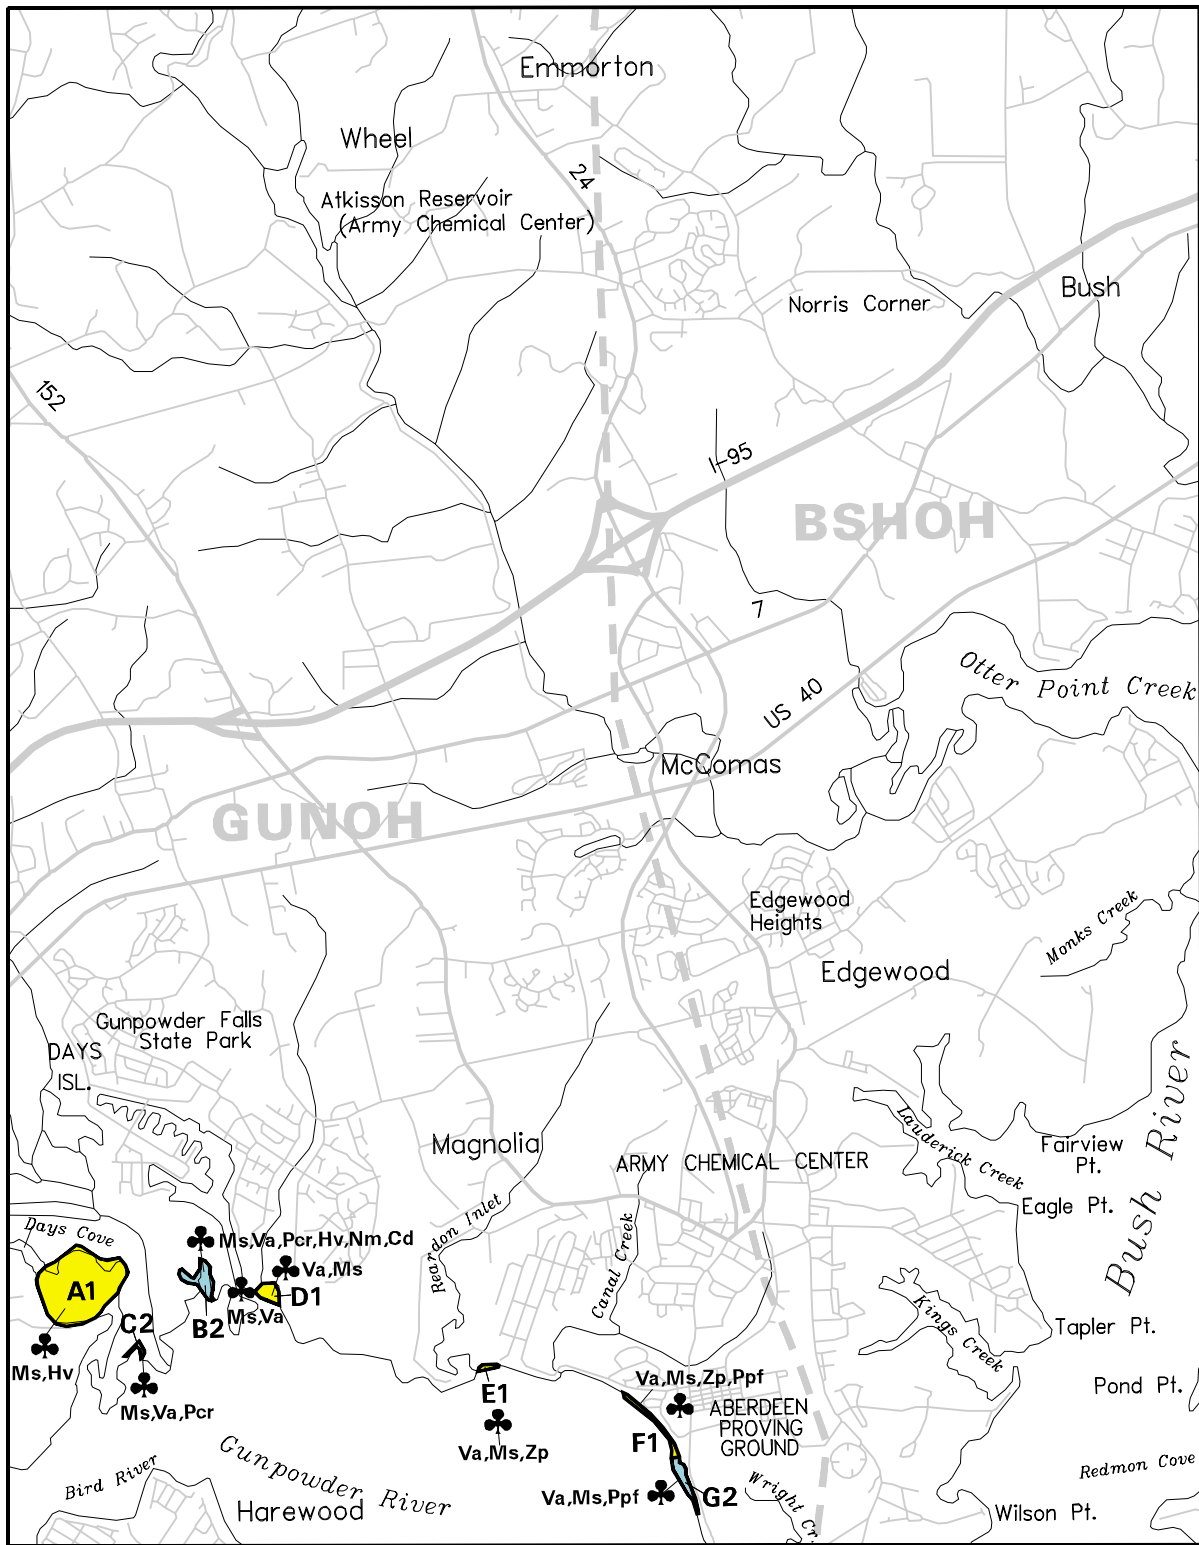 Emmorton
Wheel
24
Atkisson Reservoir
(Army Chemical Center)
Bush
Norris Corner
152
I-95
BSHOH
7
Otter Point Creek
US 40
McComas
GUNOH
Edgewood
Heights
Monks Creek
Edgewood
Gunpowder Falls
State Park
DAYS
ISL.
Bush River
Lauderick Creek
Magnolia
Fairview
Pt.
ARMY CHEMICAL CENTER
Eagle Pt.
Reardon Inlet
Canal Creek
Days Cove
Ms,Va,Pcr,Hv,Nm,Cd
Va,Ms
A1
D1
Ms,Va
B2
C2
Kings Creek
Tapler Pt.
Ms,Hv
Va,Ms,Zp,Ppf
Pond Pt.
E1
Ms,Va,Pcr
ABERDEEN
PROVING
GROUND
F1
Va,Ms,Zp
Gunpowder River
Bird River
Redmon Cove
Va,Ms,Ppf
G2
Wright Cr.
Harewood
Wilson Pt.